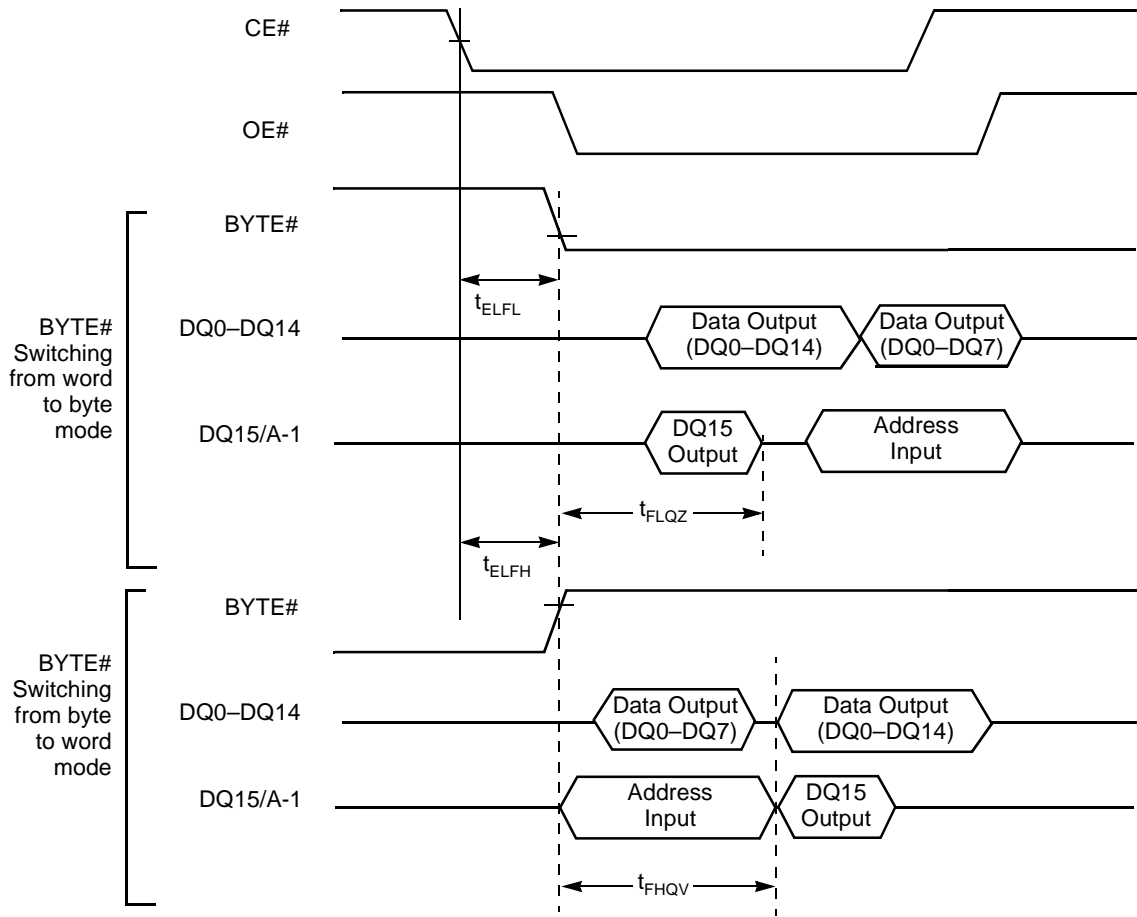 CE#
OE#
BYTE#
Switching
from word
to byte
mode
BYTE#
tELFL
DQ0–DQ14
Data Output
(DQ0–DQ14)
Data Output
(DQ0–DQ7)
DQ15/A-1
DQ15
Output
Address
Input
tFLQZ
tELFH
BYTE#
Switching
from byte
to word
mode
BYTE#
DQ0–DQ14
Data Output
(DQ0–DQ7)
Data Output
(DQ0–DQ14)
DQ15/A-1
Address
Input
DQ15
Output
tFHQV